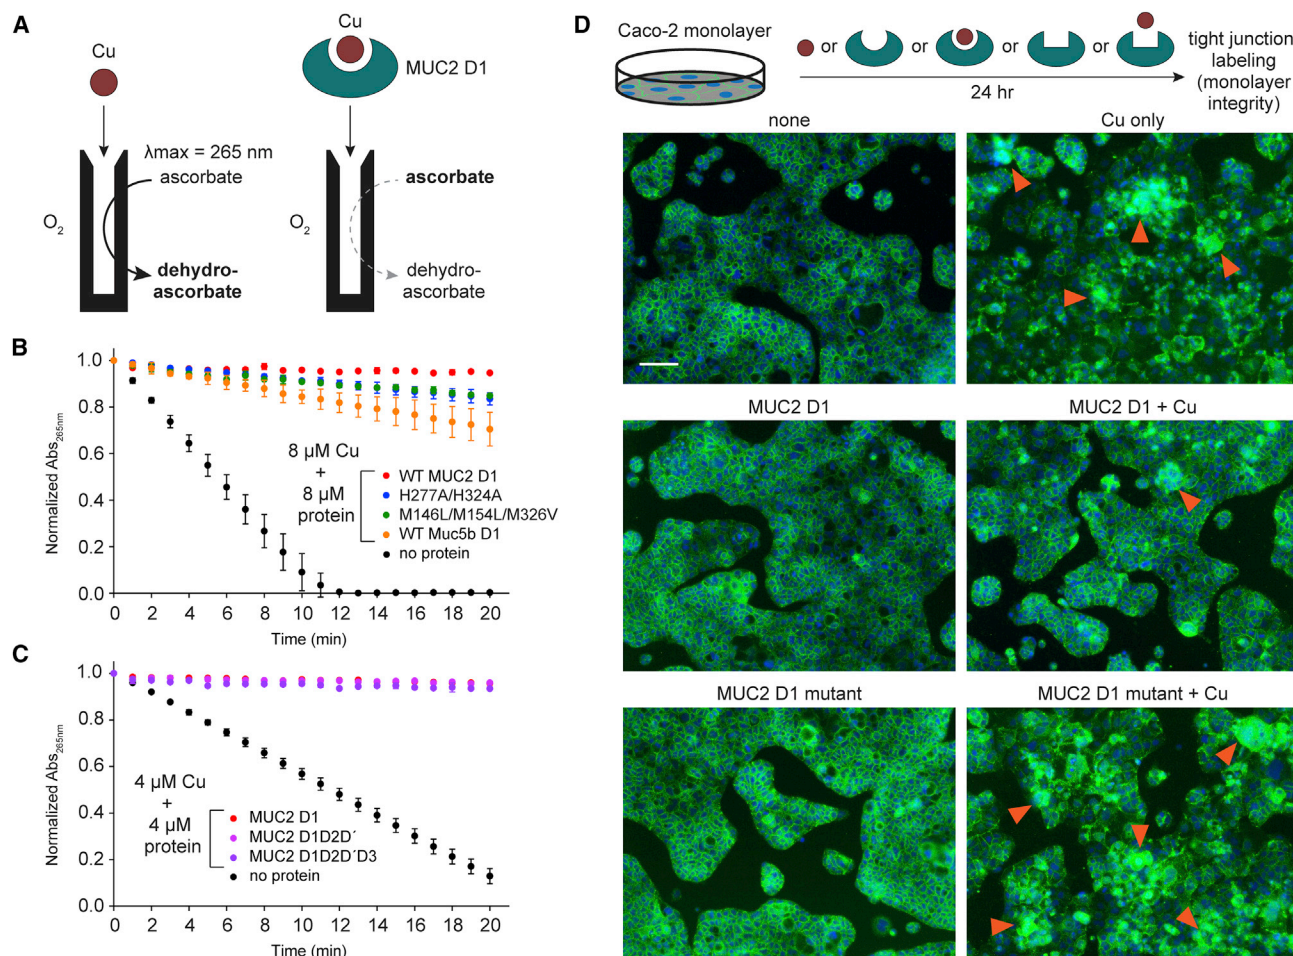 A
Cu
Cu
MUC2 D1
λmax = 265 nm
ascorbate
O2
dehydro-
ascorbate
ascorbate
O2
dehydro-
ascorbate
B
Normalized Abs265nm
1.0
0.8
0.6
0.4
0.2
0.0
0 2 4 6 8 10 12 14 16 18 20
Time (min)
8 µM Cu
+
8 µM
protein
WT MUC2 D1
H277A/H324A
M146L/M154L/M326V
WT Muc5b D1
no protein
C
Normalized Abs265nm
1.0
0.8
0.6
0.4
0.2
0.0
0 2 4 6 8 10 12 14 16 18 20
Time (min)
4 µM Cu
+
4 µM
protein
MUC2 D1
MUC2 D1D2D´
MUC2 D1D2D´D3
no protein
D
Caco-2 monolayer
or or or or
24 hr
tight junction
labeling
(monolayer
integrity)
none
Cu only
MUC2 D1
MUC2 D1 + Cu
MUC2 D1 mutant
MUC2 D1 mutant + Cu